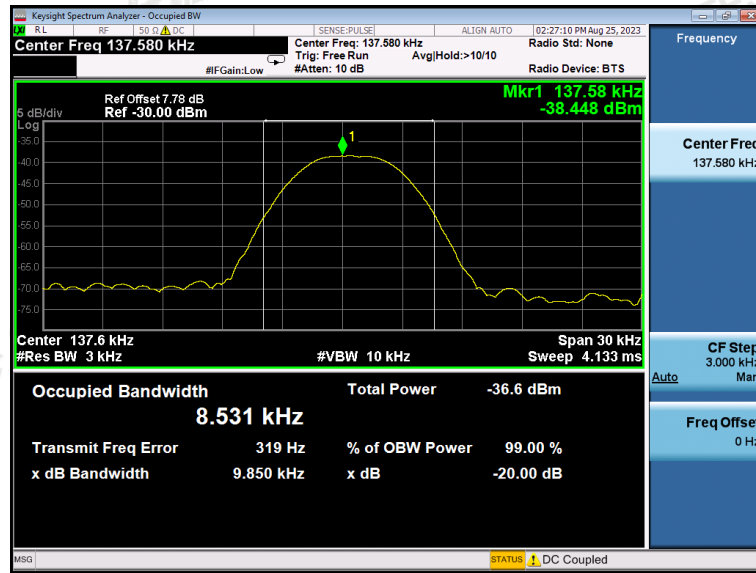 Keysight Spectrum Analyzer - Occupied BW
LXI RL RF 50 Ω DC SENSE:PULSE ALIGN AUTO 02:27:10 PM Aug 25, 2023
Center Freq 137.580 kHz
Center Freq: 137.580 kHz Radio Std: None
Trig: Free Run Avg|Hold:>10/10
#IFGain:Low #Atten: 10 dB Radio Device: BTS
Frequency
Ref Offset 7.78 dB Mkr1 137.58 kHz
5 dB/div Ref -30.00 dBm -38.448 dBm
Log
1
-35.0
-40.0
-45.0
-50.0
-55.0
-60.0
-65.0
-70.0
-75.0
Center Freq
137.580 kHz
Center 137.6 kHz Span 30 kHz
#Res BW 3 kHz #VBW 10 kHz Sweep 4.133 ms
CF Step
3.000 kHz
Auto Man
Occupied Bandwidth Total Power -36.6 dBm
8.531 kHz
Transmit Freq Error 319 Hz % of OBW Power 99.00 %
x dB Bandwidth 9.850 kHz x dB -20.00 dB
Freq Offset
0 Hz
MSG STATUS DC Coupled